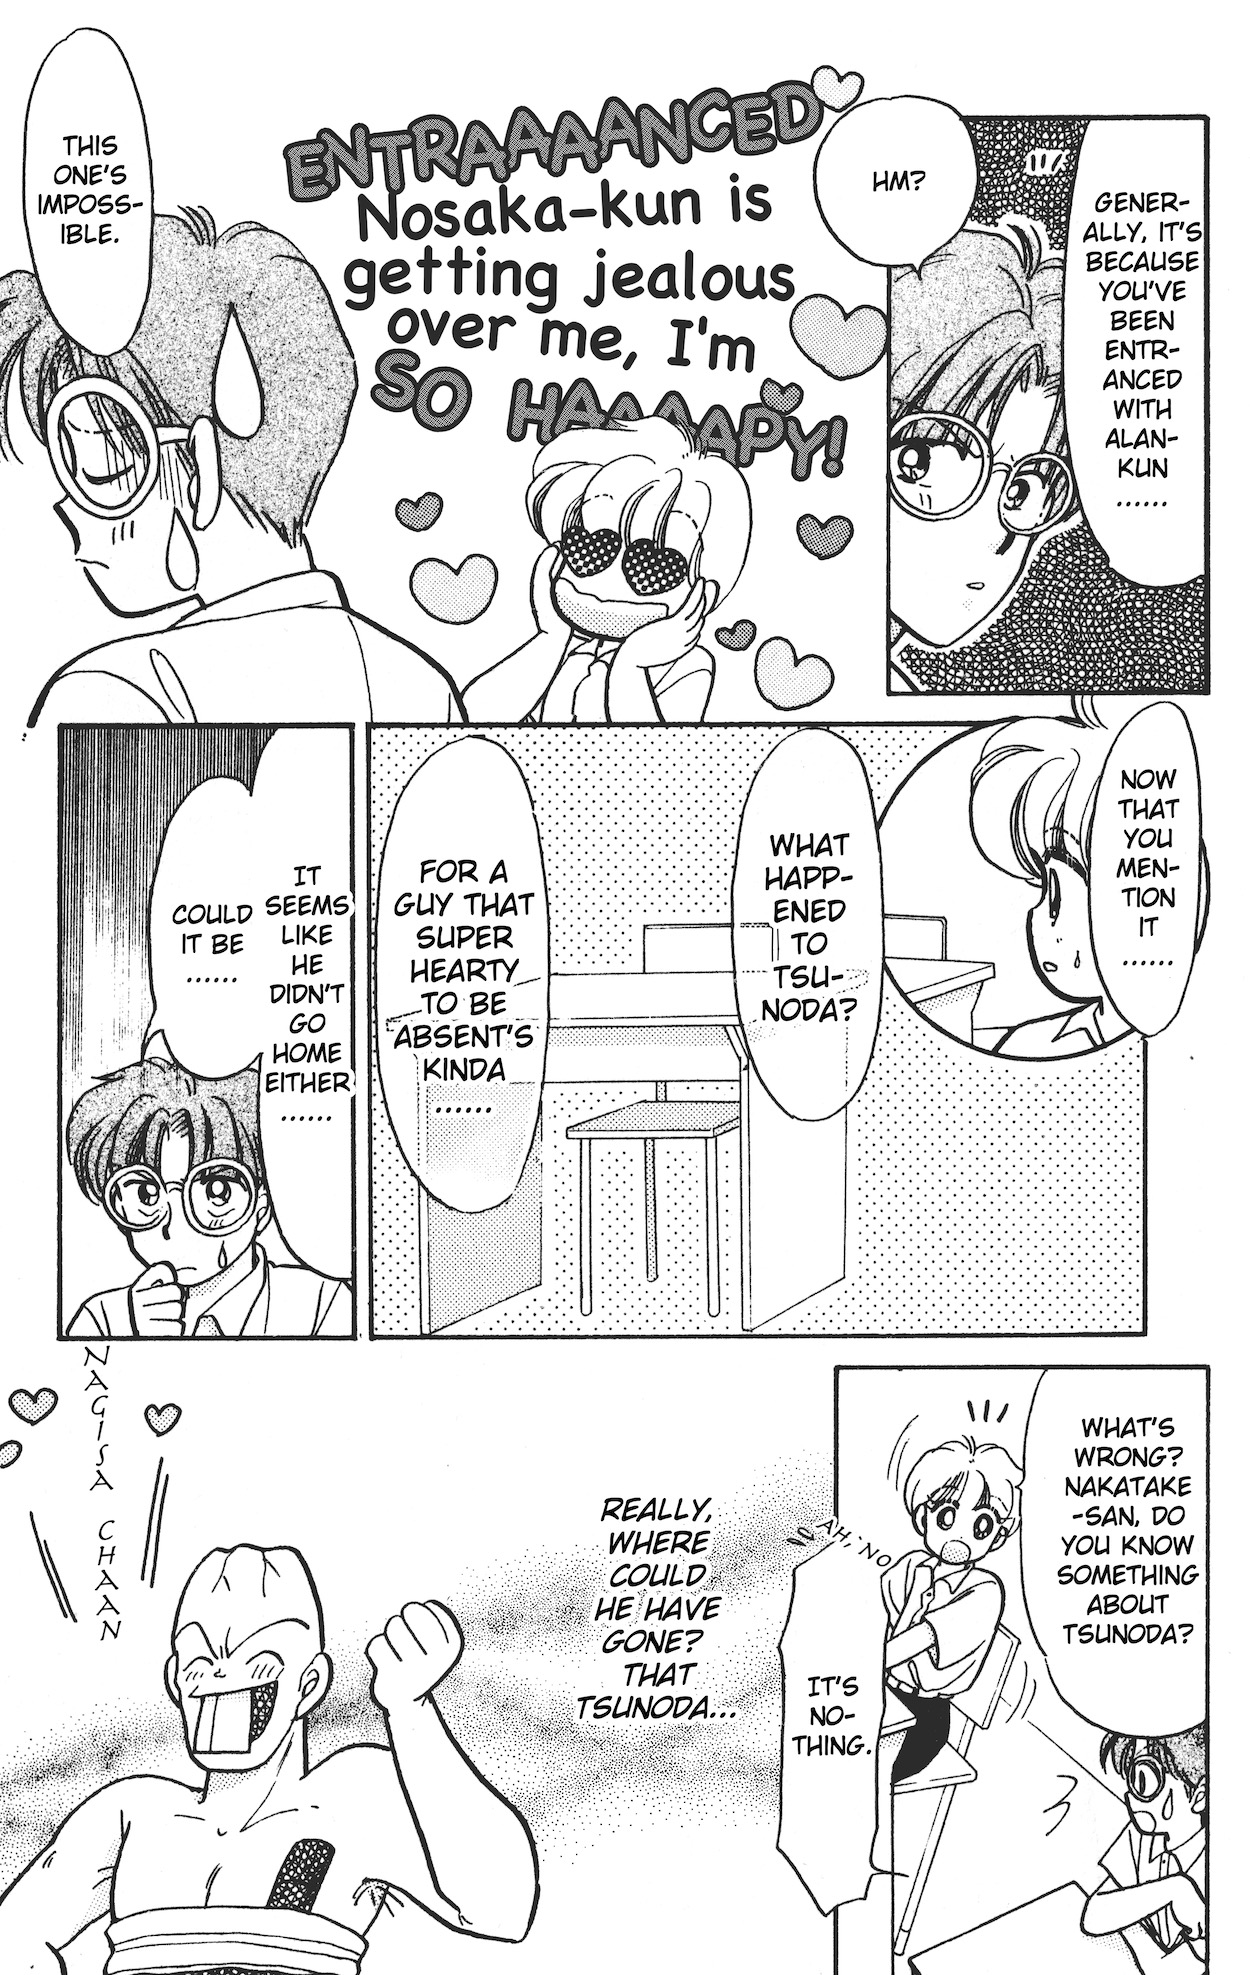 GENER-
ALLY, IT'S
BECAUSE
YOU'VE
BEEN
ENTR-
ANCED
WITH
ALAN-
KUN
......
HM?
ENTRAAAANCED
Nosaka-kun is
getting jealous
over me, I'm
SO HAAAAPY!
THIS
ONE'S
IMPOSS-
IBLE.
NOW
THAT
YOU
MEN-
TION
IT
......
WHAT
HAPP-
ENED
TO
TSU-
NODA?
FOR A
GUY THAT
SUPER
HEARTY
TO BE
ABSENT'S
KINDA
......
IT
SEEMS
LIKE
HE
DIDN'T
GO
HOME
EITHER
......
COULD
IT BE
......
WHAT'S
WRONG?
NAKATAKE
-SAN, DO
YOU KNOW
SOMETHING
ABOUT
TSUNODA?
AH, NO
IT'S
NO-
THING.
REALLY,
WHERE
COULD
HE HAVE
GONE?
THAT
TSUNODA...
NAGISA CHAAN